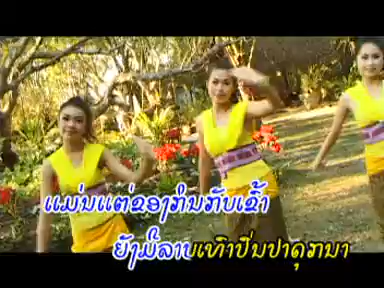 ແມ່ນແຕ່ຂອງກິນກັບເຂົ້າ
ຍັງມີລາບເທົາປິ່ນປາດຸກນາ